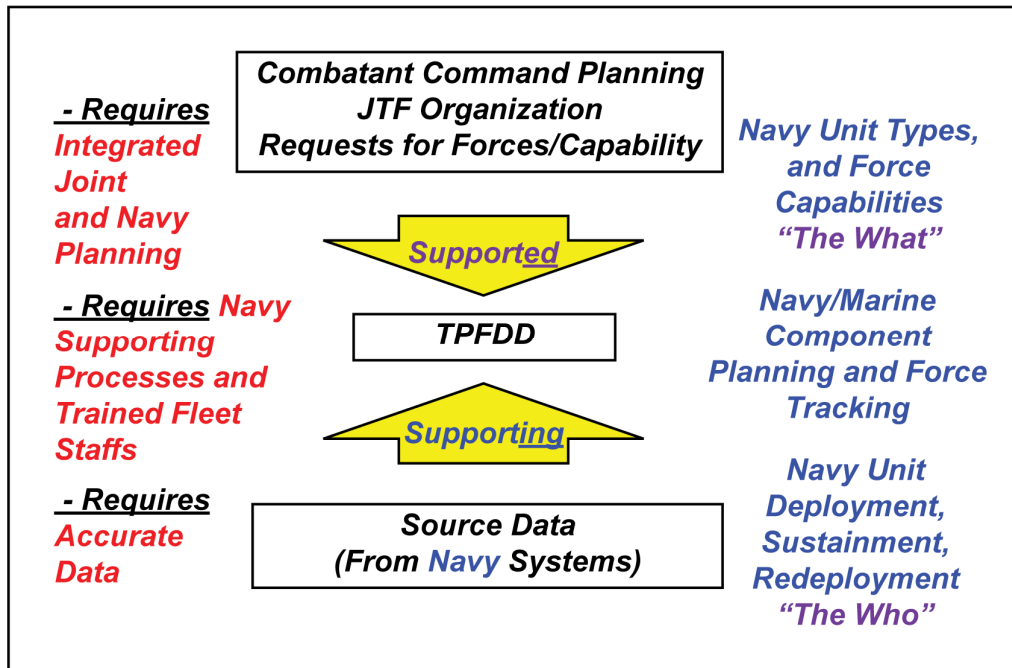 Combatant Command Planning
JTF Organization
Requests for Forces/Capability
- Requires
Integrated
Joint
and Navy
Planning
Navy Unit Types,
and Force
Capabilities
“The What”
Supported
- Requires Navy
Supporting
Processes and
Trained Fleet
Staffs
TPFDD
Navy/Marine
Component
Planning and Force
Tracking
Supporting
- Requires
Accurate
Data
Source Data
(From Navy Systems)
Navy Unit
Deployment,
Sustainment,
Redeployment
“The Who”